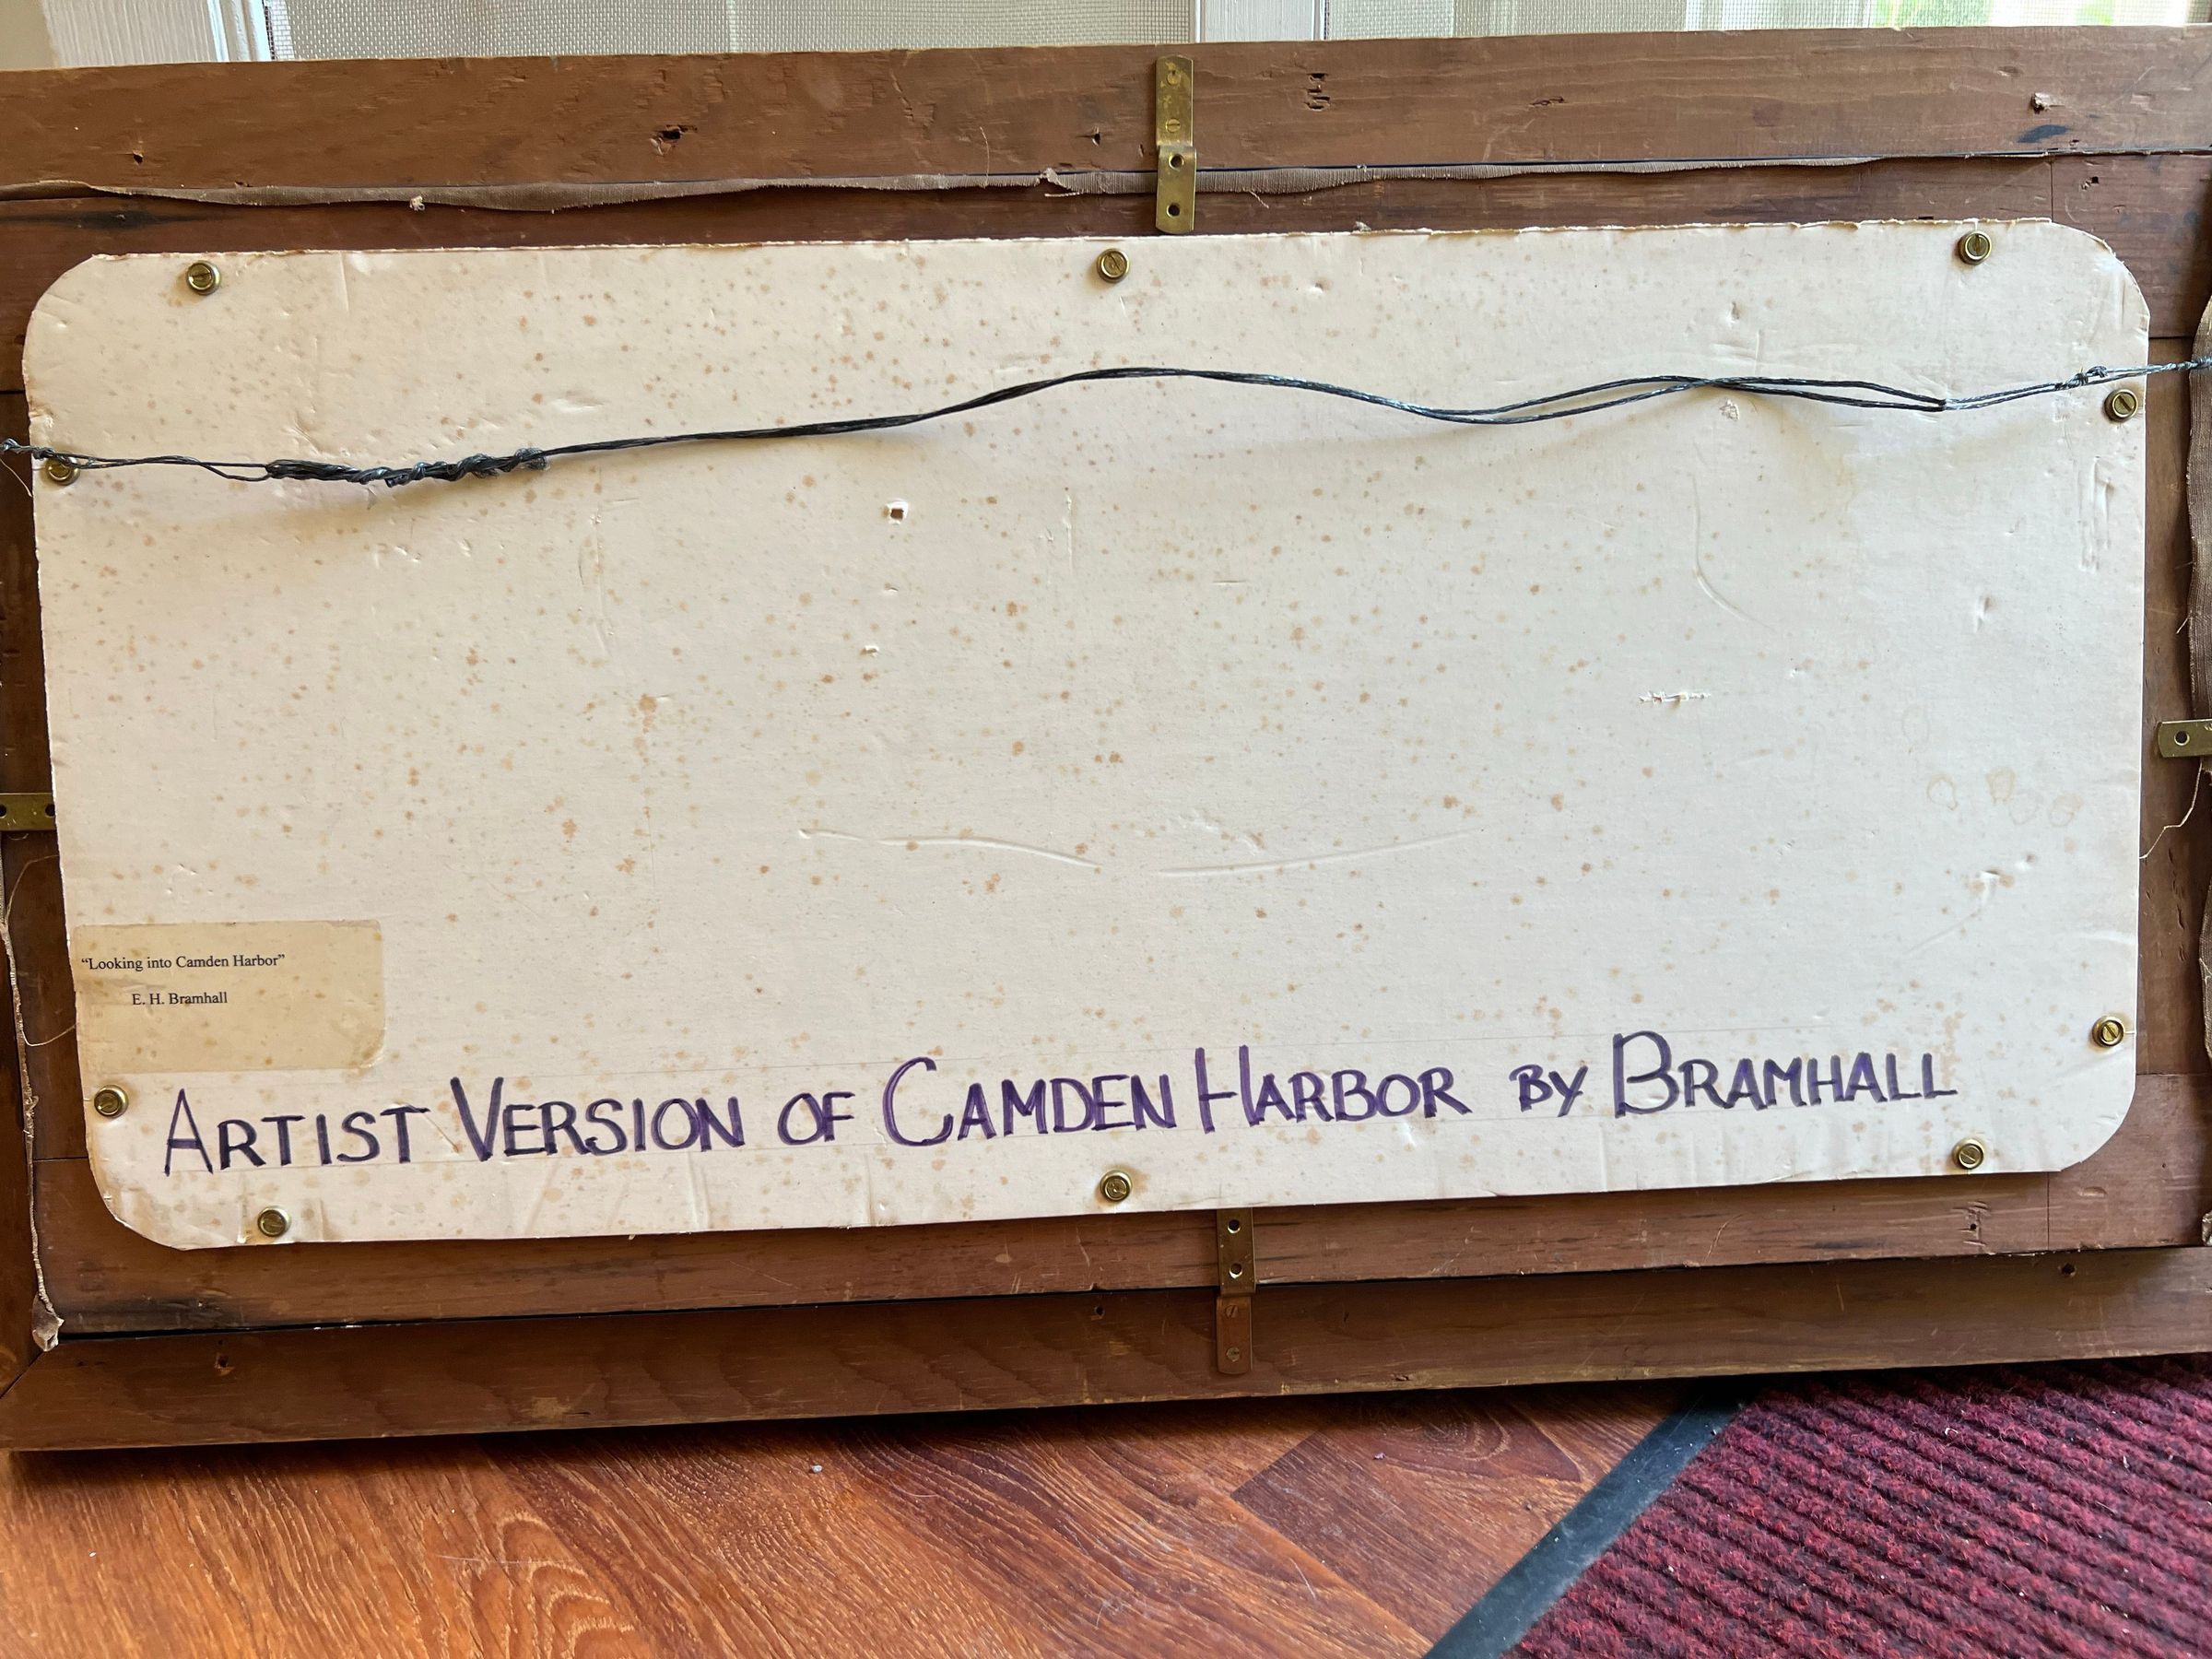 “Looking into Camden Harbor”
E. H. Bramhall
ARTIST VERSION OF CAMDEN HARBOR BY BRAMHALL